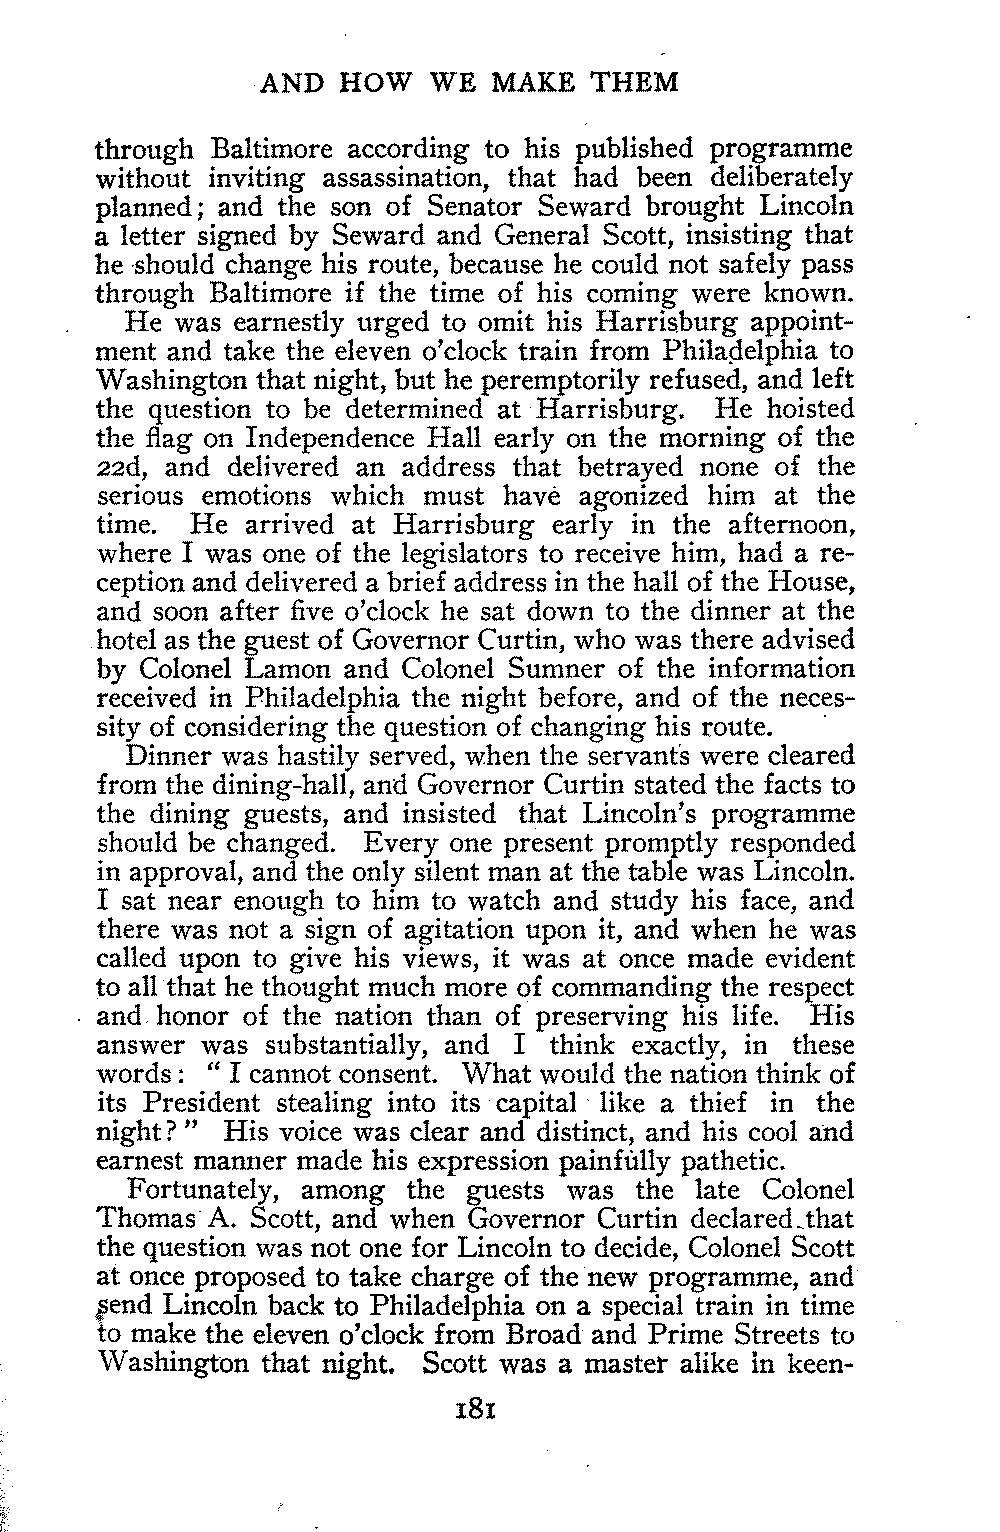 AND HOW WE MAKE THEM
through Baltimore according to his published programme
without inviting assassination, that had been deliberately
planned; and the son of Senator Seward brought Lincoln
a letter signed by Seward and General Scott, insisting that
he should change his route, because he could not safely pass
through Baltimore if the time of his coming were known.
He was earnestly urged to omit his Harrisburg appoint-
ment and take the eleven o'clock train from Philadelphia to
Washington that night, but he peremptorily refused, and left
the question to be determined at Harrisburg. He hoisted
the flag on Independence Hall early on the morning of the
22d, and delivered an address that betrayed none of the
serious emotions which must have agonized him at the
time. He arrived at Harrisburg early in the afternoon,
where I was one of the legislators to receive him, had a re-
ception and delivered a brief address in the hall of the House,
and soon after five o'clock he sat down to the dinner at the
hotel as the guest of Governor Curtin, who was there advised
by Colonel Lamon and Colonel Sumner of the information
received in Philadelphia the night before, and of the neces-
sity of considering the question of changing his route.
Dinner was hastily served, when the servants were cleared
from the dining-hall, and Governor Curtin stated the facts to
the dining guests, and insisted that Lincoln's programme
should be changed. Every one present promptly responded
in approval, and the only silent man at the table was Lincoln.
I sat near enough to him to watch and study his face, and
there was not a sign of agitation upon it, and when he was
called upon to give his views, it was at once made evident
to all that he thought much more of commanding the respect
and honor of the nation than of preserving his life. His
answer was substantially, and I think exactly, in these
words: "I cannot consent. What would the nation think of
its President stealing into its capital like a thief in the
night?" His voice was clear and distinct, and his cool and
earnest manner made his expression painfully pathetic.
Fortunately, among the guests was the late Colonel
Thomas A. Scott, and when Governor Curtin declared that
the question was not one for Lincoln to decide, Colonel Scott
at once proposed to take charge of the new programme, and
send Lincoln back to Philadelphia on a special train in time
to make the eleven o'clock from Broad and Prime Streets to
Washington that night. Scott was a master alike in keen-
181